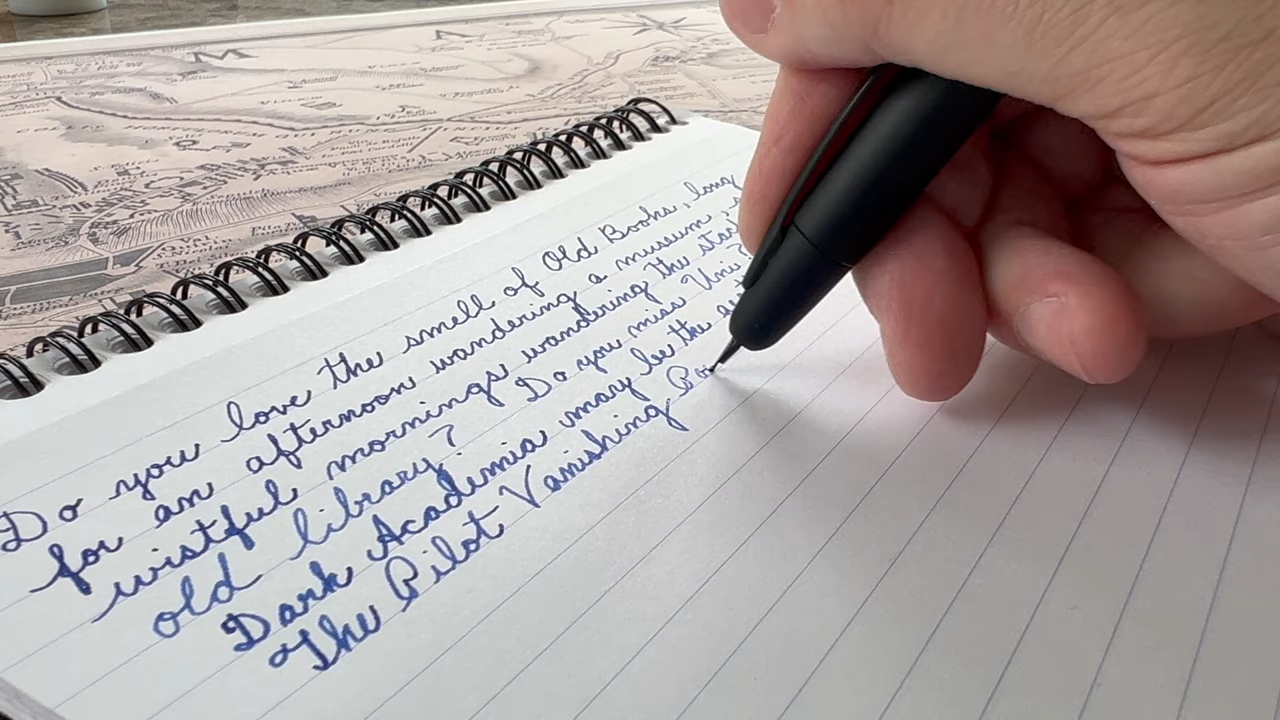 Do you love the smell of Old Books, long
for an afternoon wandering a museum
wistful mornings wandering the
old library? Do you miss Uni?
Dark Academia may be the
The Pilot Vanishing
M A